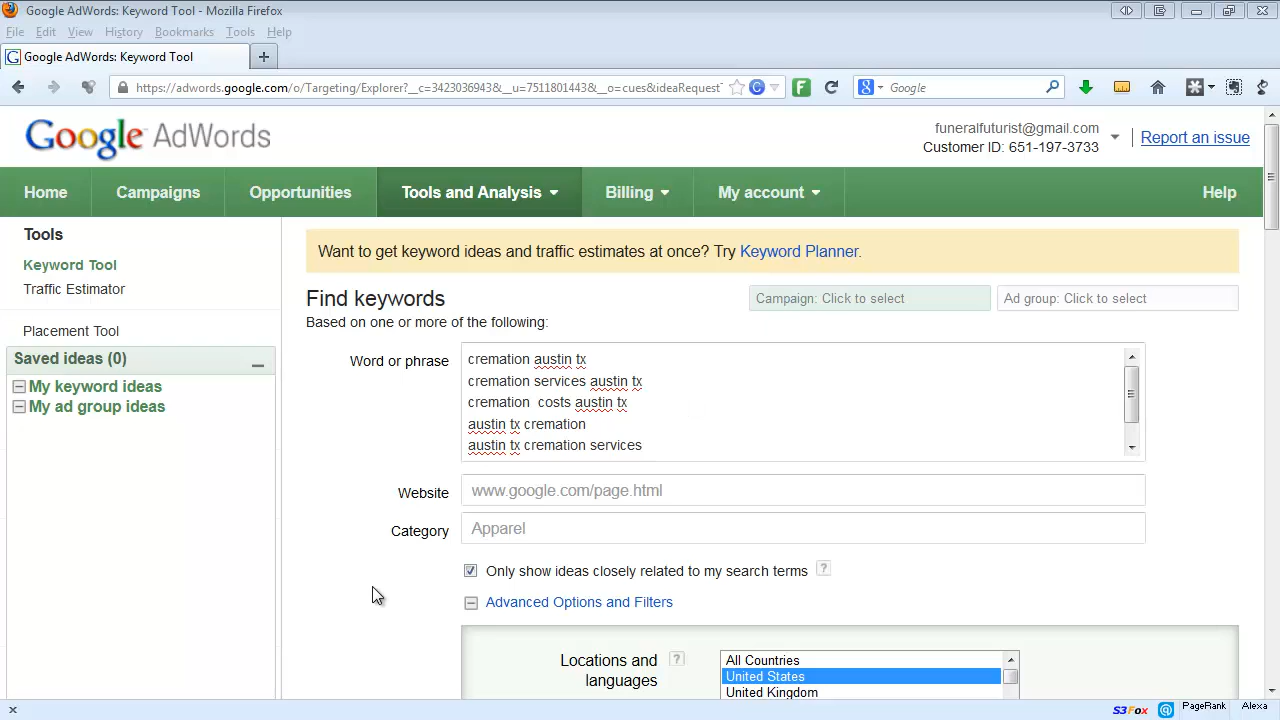 Google AdWords: Keyword Tool - Mozilla Firefox
File Edit View History Bookmarks Tools Help
Google AdWords: Keyword Tool
https://adwords.google.com/o/Targeting/Explorer?__c=3423036943&__u=7511801443&__o=cues&ideaRequest
Google
Google AdWords
funeralfuturist@gmail.com
Customer ID: 651-197-3733
Report an issue
Home Campaigns Opportunities Tools and Analysis Billing My account Help
Tools
Keyword Tool
Traffic Estimator
Placement Tool
Saved ideas (0)
My keyword ideas
My ad group ideas
Want to get keyword ideas and traffic estimates at once? Try Keyword Planner.
Find keywords
Campaign: Click to select
Ad group: Click to select
Based on one or more of the following:
Word or phrase
cremation austin tx
cremation services austin tx
cremation  costs austin tx
austin tx cremation
austin tx cremation services
Website
www.google.com/page.html
Category
Apparel
Only show ideas closely related to my search terms ?
Advanced Options and Filters
Locations and
languages
?
All Countries
United States
United Kingdom
S3Fox PageRank Alexa